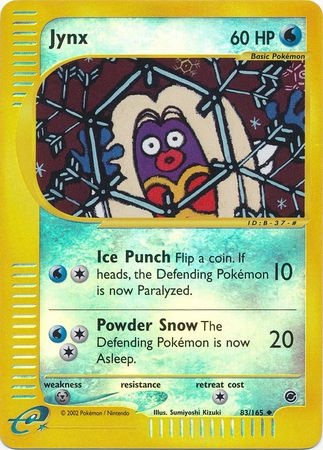 Jynx
60 HP
Basic Pokémon
ID:B-37-#
Ice Punch Flip a coin. If
heads, the Defending Pokémon 10
is now Paralyzed.
Powder Snow The
Defending Pokémon is now 20
Asleep.
weakness resistance retreat cost
e
© 2002 Pokémon / Nintendo Illus. Sumiyoshi Kizuki 83/165